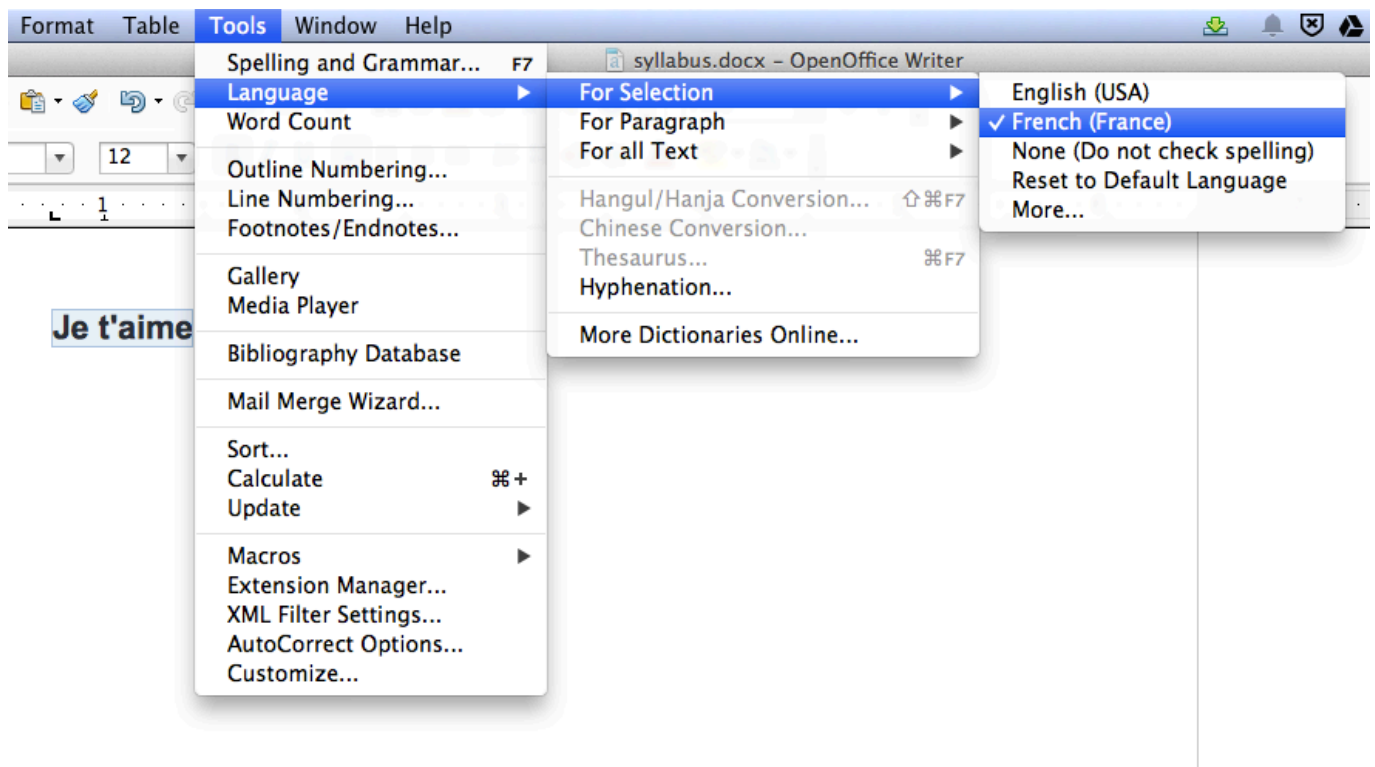 Format Table Tools Window Help
syllabus.docx – OpenOffice Writer
12
1
Je t'aime
Spelling and Grammar... F7
Language
Word Count
Outline Numbering...
Line Numbering...
Footnotes/Endnotes...
Gallery
Media Player
Bibliography Database
Mail Merge Wizard...
Sort...
Calculate ⌘+
Update
Macros
Extension Manager...
XML Filter Settings...
AutoCorrect Options...
Customize...
For Selection
For Paragraph
For all Text
Hangul/Hanja Conversion... ⇧⌘F7
Chinese Conversion...
Thesaurus... ⌘F7
Hyphenation...
More Dictionaries Online...
English (USA)
✓ French (France)
None (Do not check spelling)
Reset to Default Language
More...